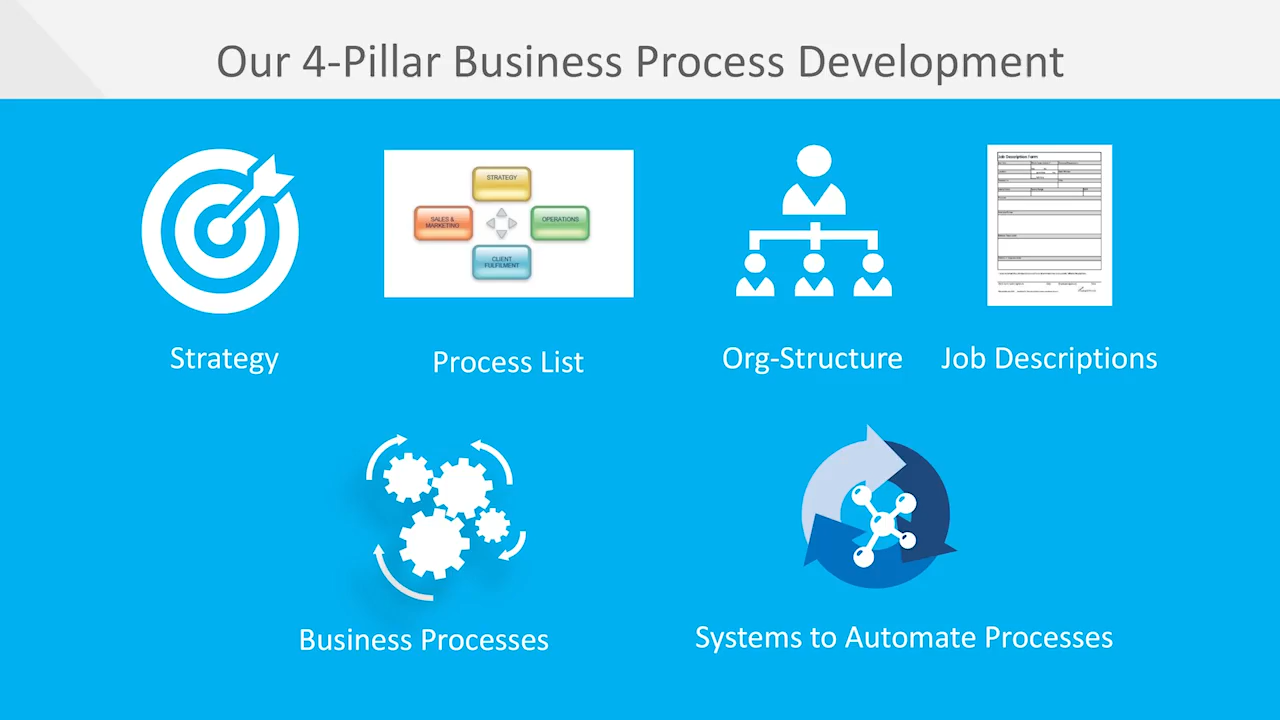 Our 4-Pillar Business Process Development
STRATEGY
SALES &
MARKETING
OPERATIONS
CLIENT
FULFILMENT
Job Description Form
Strategy
Process List
Org-Structure
Job Descriptions
Business Processes
Systems to Automate Processes